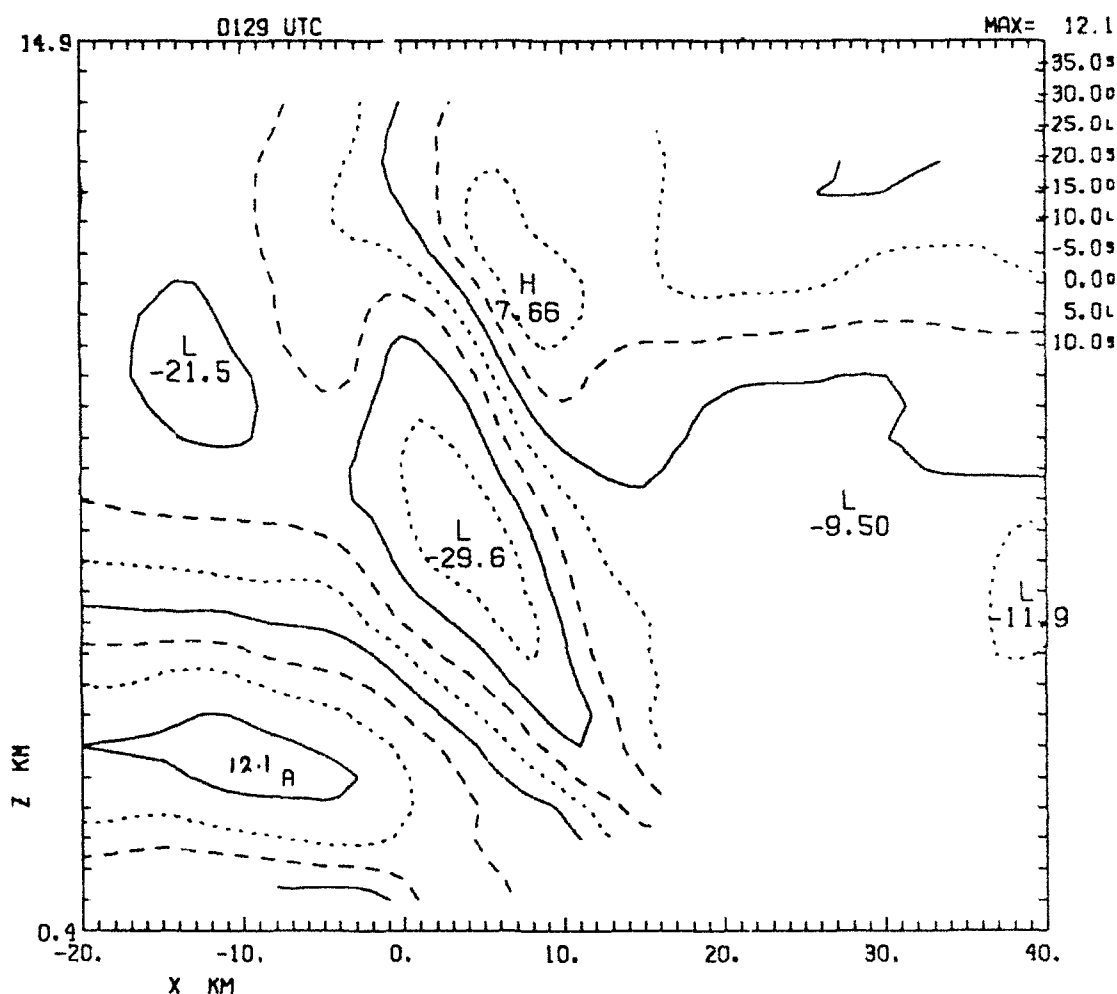 0129 UTC
MAX= 12.1
14.9
-35.0S
-30.0D
-25.0L
-20.0S
-15.0D
-10.0L
-5.0S
0.0D
5.0L
10.0S
H
7.66
L
-21.5
L
-9.50
L
-29.6
L
-11.9
12.1 A
Z KM
0.4
-20. -10. 0. 10. 20. 30. 40.
X KM